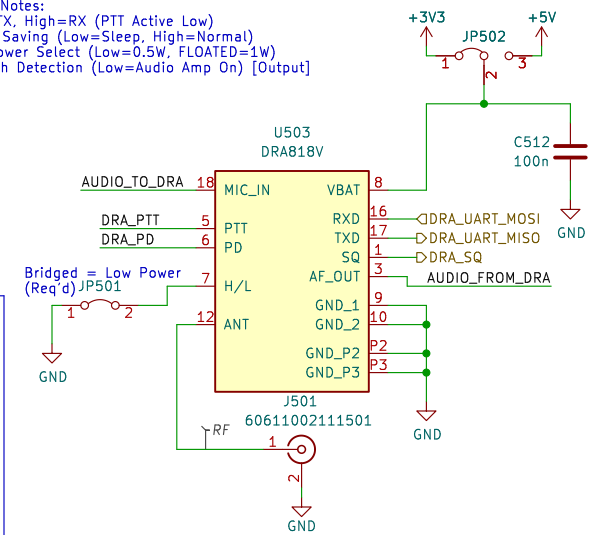 Notes:
TX, High=RX (PTT Active Low)
Saving (Low=Sleep, High=Normal)
ower Select (Low=0.5W, FLOATED=1W)
h Detection (Low=Audio Amp On) [Output]
+3V3
+5V
JP502
1
2
3
C512
100n
GND
U503
DRA818V
AUDIO_TO_DRA
18
MIC_IN
VBAT
8
DRA_PTT
5
PTT
RXD
16
DRA_UART_MOSI
DRA_PD
6
PD
TXD
17
DRA_UART_MISO
SQ
1
DRA_SQ
Bridged = Low Power
(Req'd)
JP501
1
2
7
H/L
AF_OUT
3
AUDIO_FROM_DRA
GND_1
9
12
ANT
GND_2
10
GND_P2
P2
GND_P3
P3
GND
GND
J501
60611002111501
RF
1
2
GND